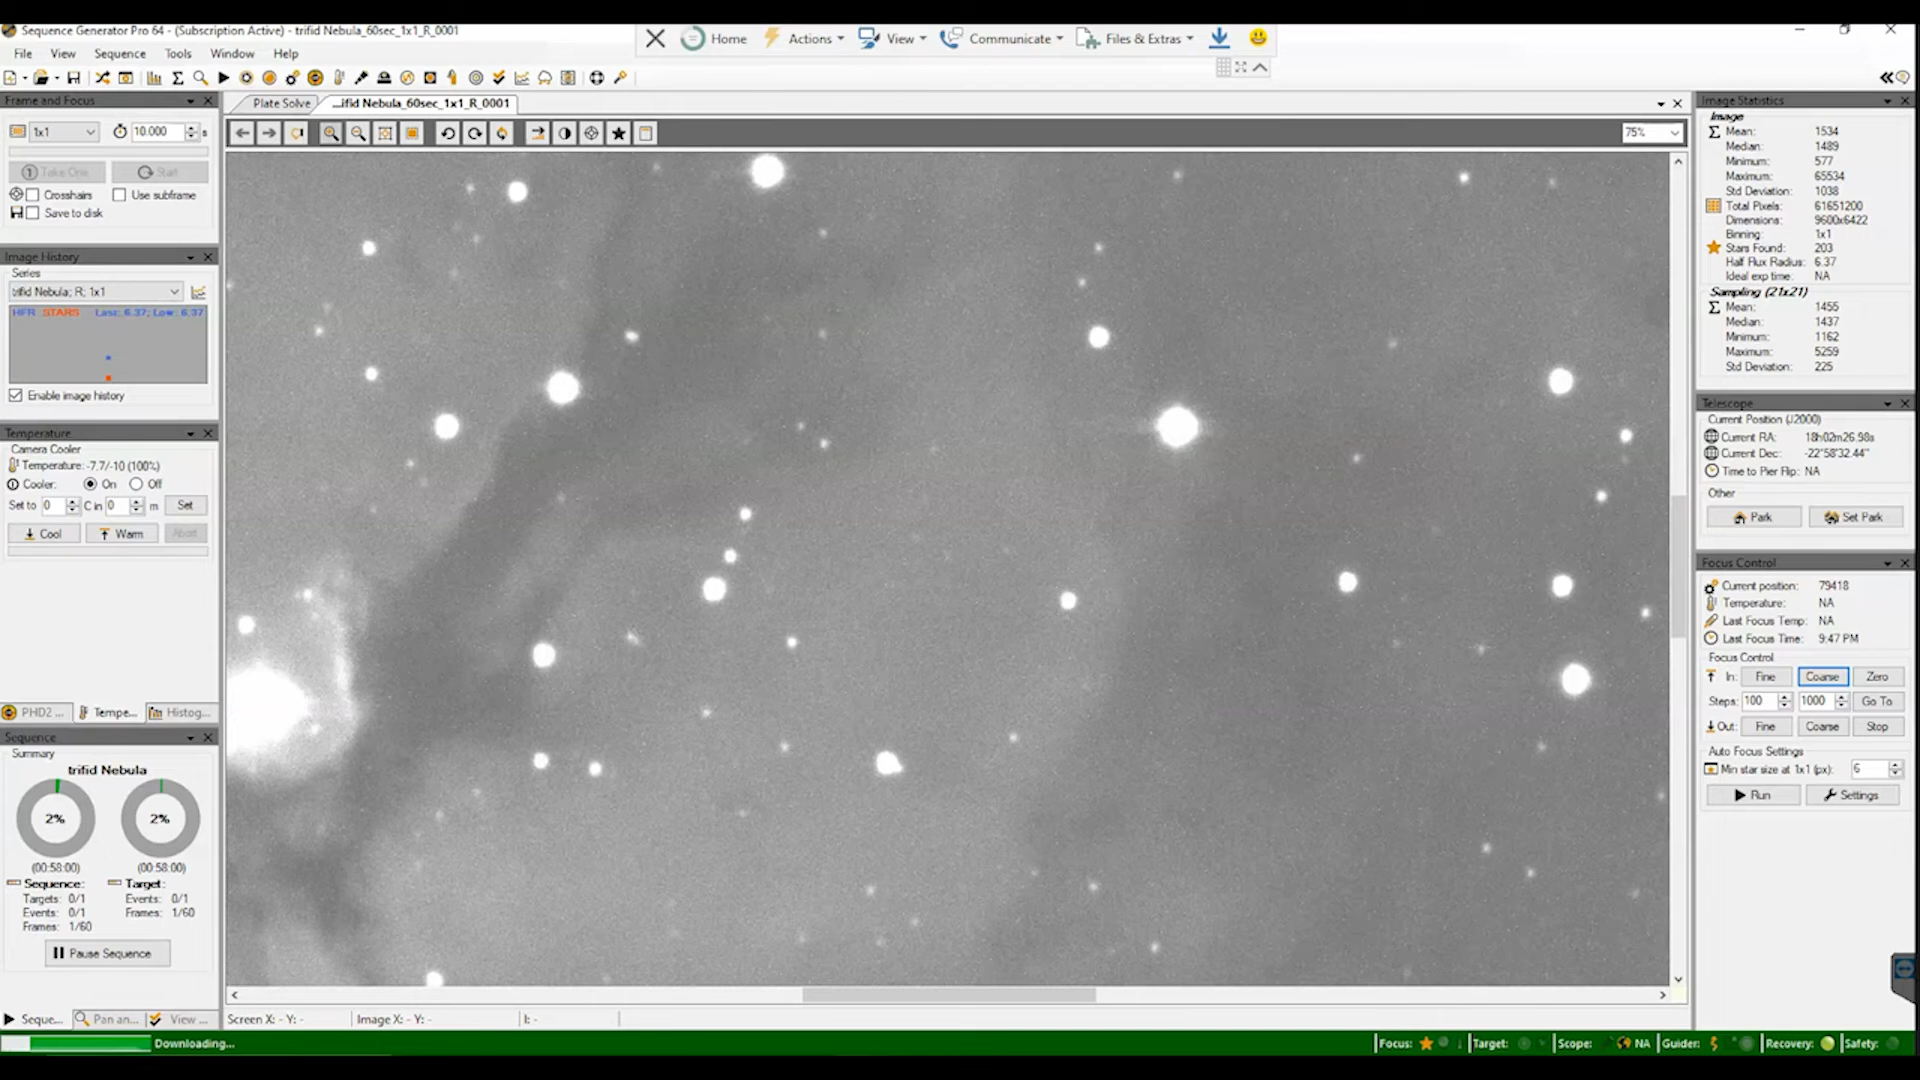 Sequence Generator Pro 64 - (Subscription Active) - trifid Nebula_60sec_1x1_R_0001
File View Sequence Tools Window Help
Home Actions View Communicate Files & Extras
Frame and Focus
1x1 10.000 s
Take One Start
Crosshairs Use subframe
Save to disk
Image History
Series
trifid Nebula; R; 1x1
HFR STARS Last: 6.37; Low: 6.37
Enable image history
Temperature
Camera Cooler
Temperature: -7.7/-10 (100%)
Cooler: On Off
Set to 0 C in 0 m Set
Cool Warm Abort
PHD2 ... Tempe... Histog...
Sequence
Summary
trifid Nebula
2% 2%
(00:58:00) (00:58:00)
Sequence: Target:
Targets: 0/1 Events: 0/1
Events: 0/1 Frames: 1/60
Frames: 1/60
Pause Sequence
Seque... Pan an... View ...
Plate Solve ...ifid Nebula_60sec_1x1_R_0001
75%
Screen X: - Y: - Image X: - Y: - I: -
Image Statistics
Image
Mean: 1534
Median: 1489
Minimum: 577
Maximum: 65534
Std Deviation: 1038
Total Pixels: 61651200
Dimensions: 9600x6422
Binning: 1x1
Stars Found: 203
Half Flux Radius: 6.37
Ideal exp time: NA
Sampling (21x21)
Mean: 1455
Median: 1437
Minimum: 1162
Maximum: 5259
Std Deviation: 225
Telescope
Current Position (J2000)
Current RA: 18h02m26.98s
Current Dec: -22°58'32.44"
Time to Pier Flip: NA
Other
Park Set Park
Focus Control
Current position: 79418
Temperature: NA
Last Focus Temp: NA
Last Focus Time: 9:47 PM
Focus Control
In: Fine Coarse Zero
Steps: 100 1000 Go To
Out: Fine Coarse Stop
Auto Focus Settings
Min star size at 1x1 (px): 6
Run Settings
Downloading... Focus: Target: Scope: NA Guider: Recovery: Safety: